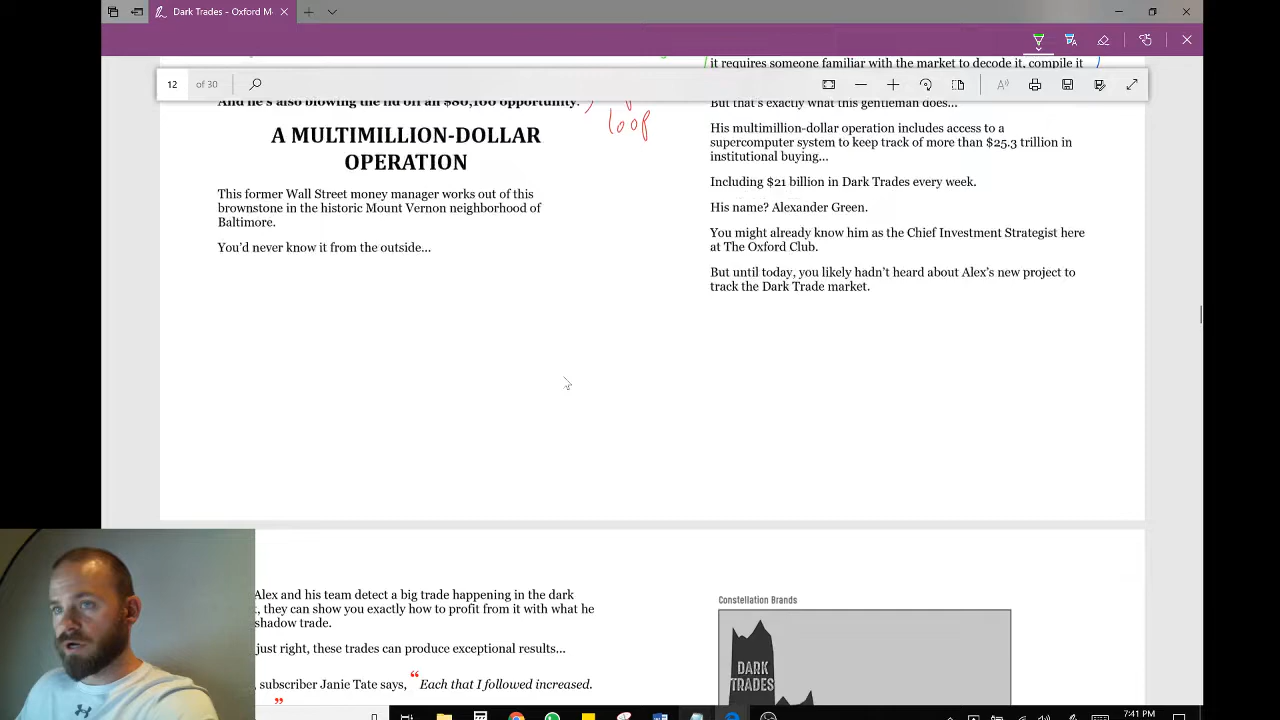 Dark Trades - Oxford M
12 of 30
And he's also blowing the lid off an $80,100 opportunity.
loop
A MULTIMILLION-DOLLAR
OPERATION
This former Wall Street money manager works out of this
brownstone in the historic Mount Vernon neighborhood of
Baltimore.
You'd never know it from the outside…
it requires someone familiar with the market to decode it, compile it
But that's exactly what this gentleman does…
His multimillion-dollar operation includes access to a
supercomputer system to keep track of more than $25.3 trillion in
institutional buying…
Including $21 billion in Dark Trades every week.
His name? Alexander Green.
You might already know him as the Chief Investment Strategist here
at The Oxford Club.
But until today, you likely hadn't heard about Alex's new project to
track the Dark Trade market.
Alex and his team detect a big trade happening in the dark
, they can show you exactly how to profit from it with what he
shadow trade.
just right, these trades can produce exceptional results…
, subscriber Janie Tate says, "Each that I followed increased.
"
Constellation Brands
DARK
TRADES
7:41 PM